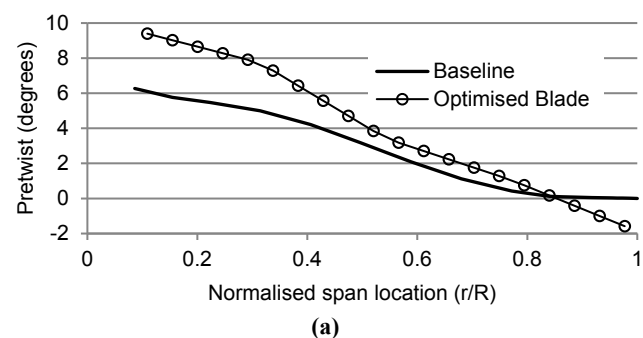 10
8
6
4
2
0
-2
Pretwist (degrees)
Baseline
Optimised Blade
0 0.2 0.4 0.6 0.8 1
Normalised span location (r/R)
(a)